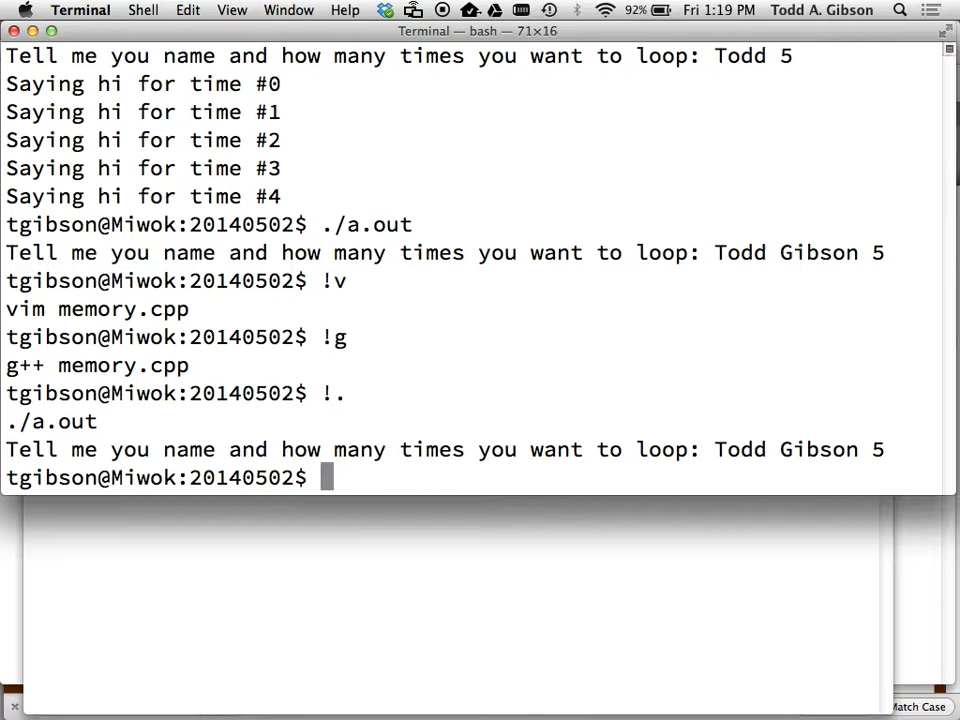 Terminal Shell Edit View Window Help 92% Fri 1:19 PM Todd A. Gibson
Terminal — bash — 71×16
Tell me you name and how many times you want to loop: Todd 5
Saying hi for time #0
Saying hi for time #1
Saying hi for time #2
Saying hi for time #3
Saying hi for time #4
tgibson@Miwok:20140502$ ./a.out
Tell me you name and how many times you want to loop: Todd Gibson 5
tgibson@Miwok:20140502$ !v
vim memory.cpp
tgibson@Miwok:20140502$ !g
g++ memory.cpp
tgibson@Miwok:20140502$ !.
./a.out
Tell me you name and how many times you want to loop: Todd Gibson 5
tgibson@Miwok:20140502$
Match Case